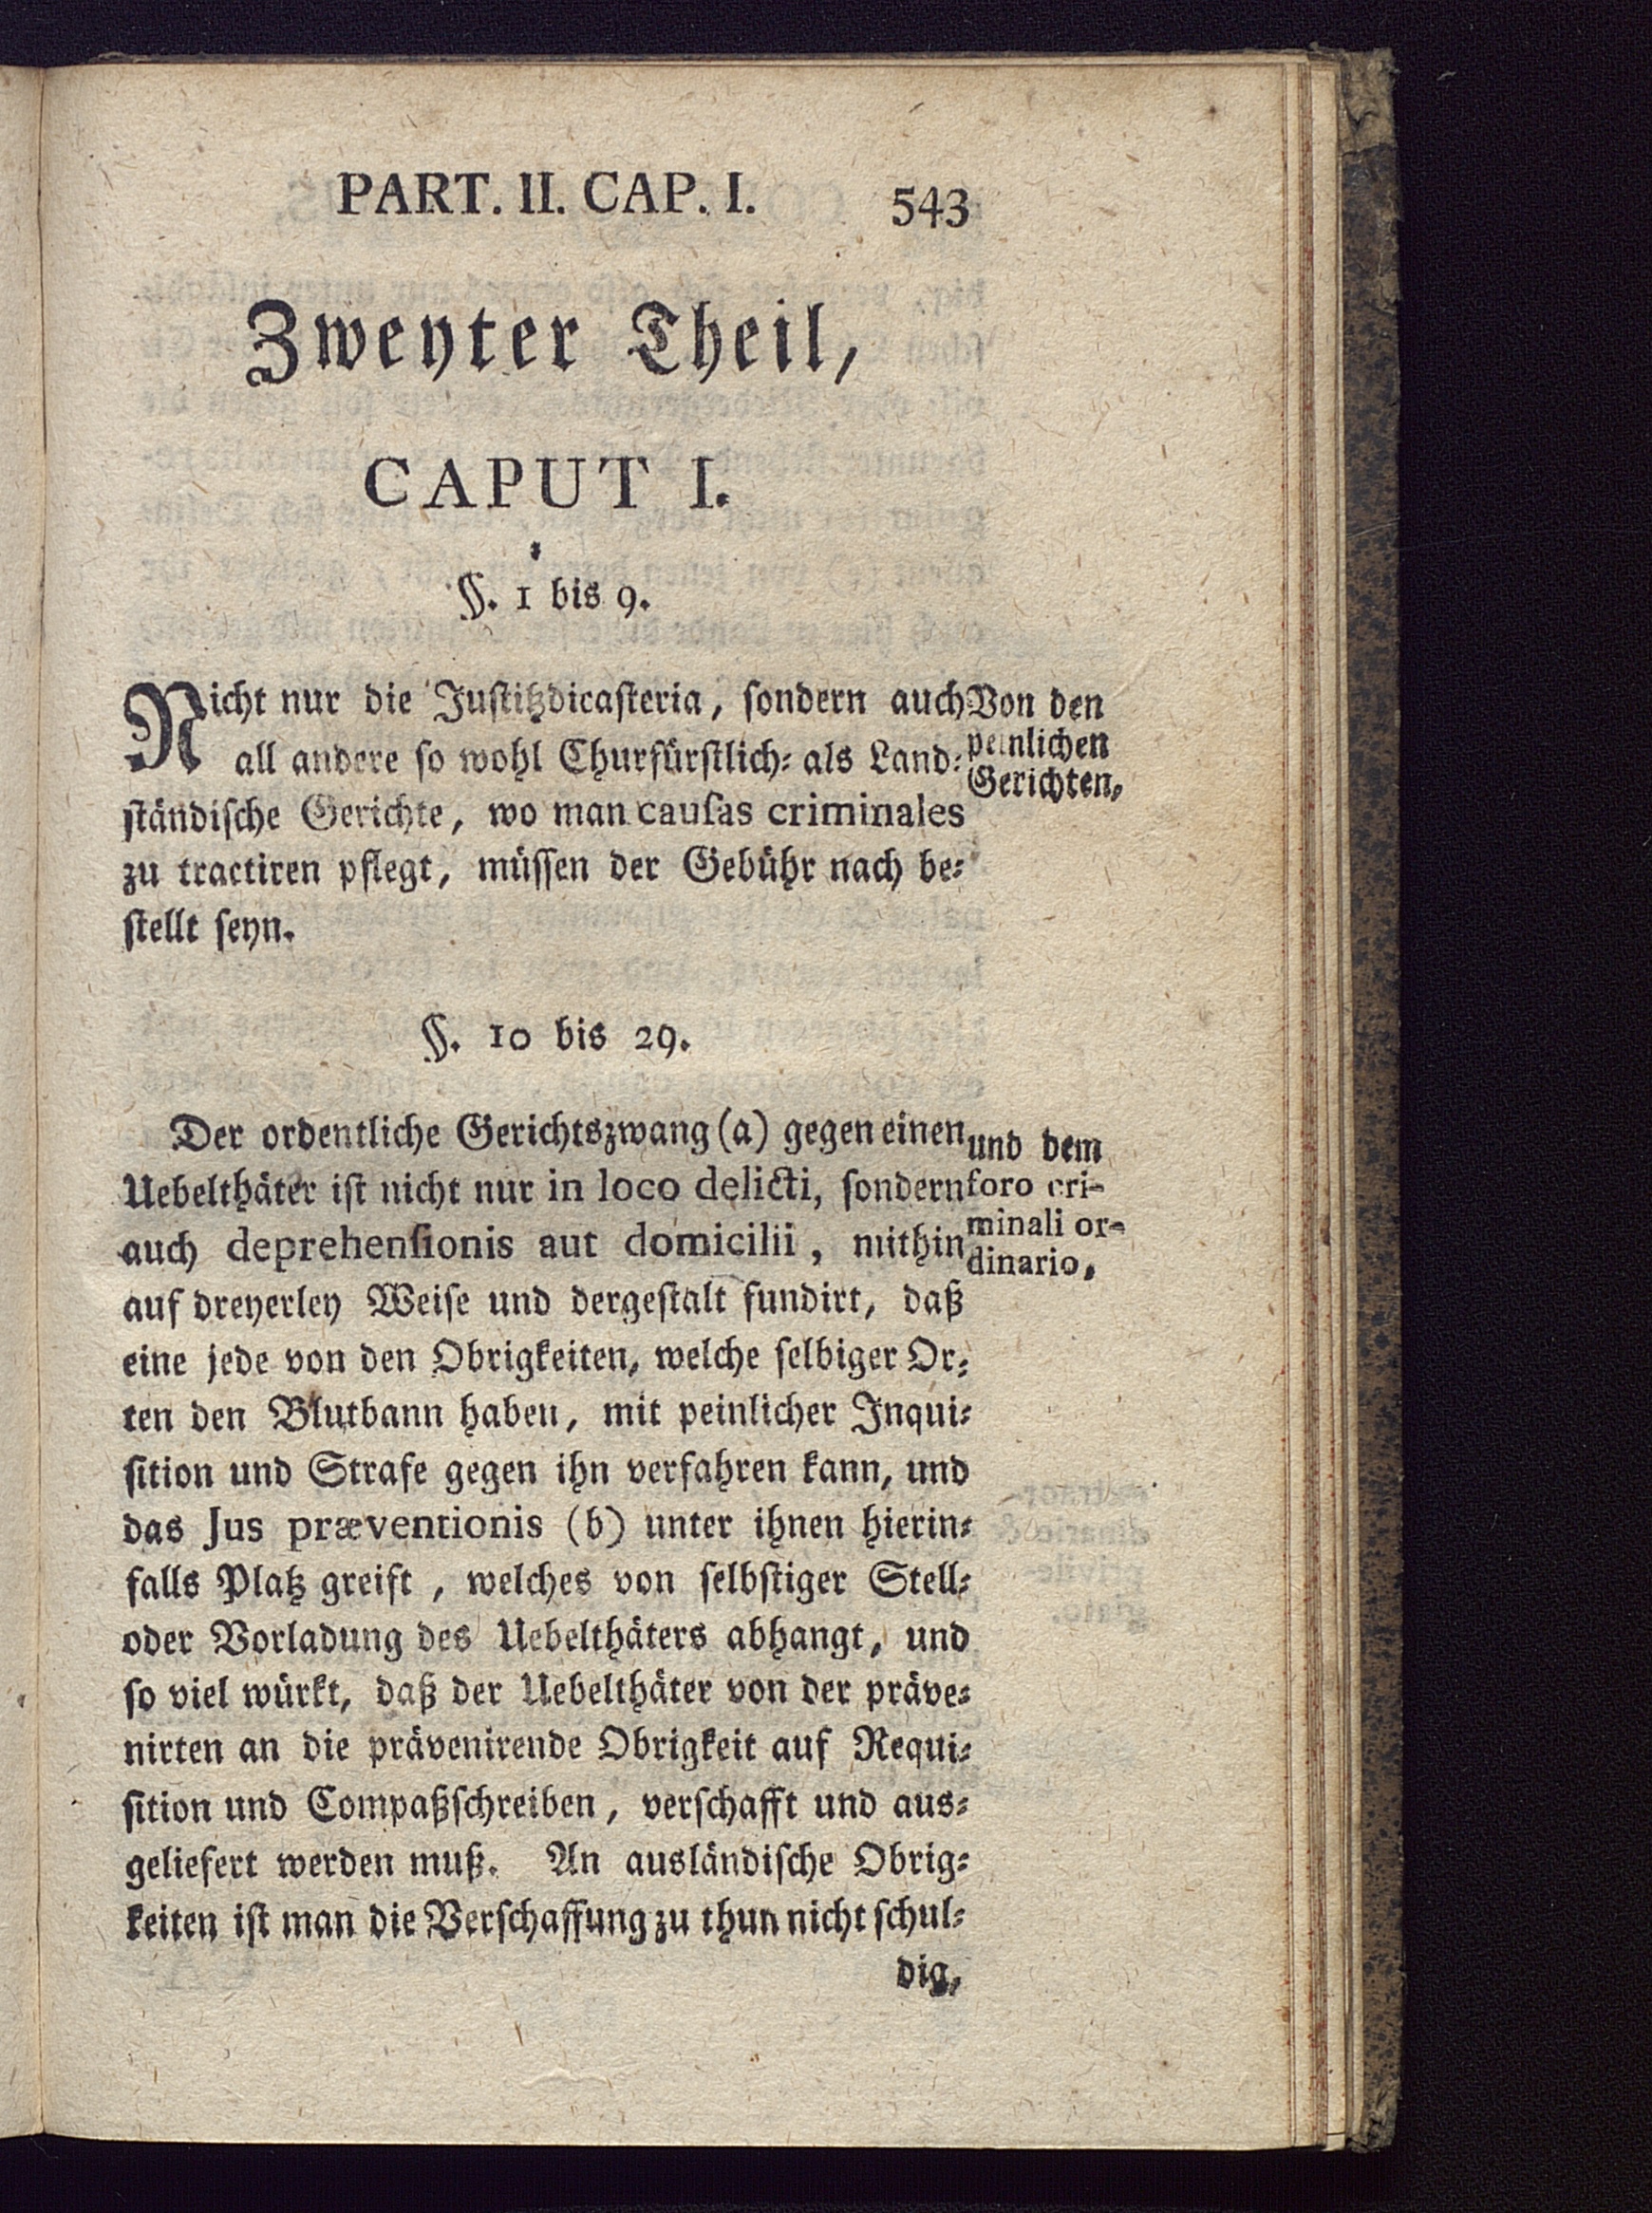 PART. II. CAP. I. 543
Zweyter Theil,
CAPUT I.
§. 1 bis 9.
Nicht nur die Justitzdicasteria, sondern auch
all andere so wohl Churfürstlich- als Land-
ständische Gerichte, wo man causas criminales
zu tractiren pflegt, müssen der Gebühr nach be-
stellt seyn.
Von den
peinlichen
Gerichten,
§. 10 bis 29.
Der ordentliche Gerichtszwang (a) gegen einen
Uebelthäter ist nicht nur in loco delicti, sondern
auch deprehensionis aut domicilii, mithin
auf dreyerley Weise und dergestalt fundirt, daß
eine jede von den Obrigkeiten, welche selbiger Or-
ten den Blutbann haben, mit peinlicher Inqui-
sition und Strafe gegen ihn verfahren kann, und
das Jus præventionis (b) unter ihnen hierin-
falls Platz greift, welches von selbstiger Stell-
oder Vorladung des Uebelthäters abhangt, und
so viel würkt, daß der Uebelthäter von der präve-
nirten an die prävenirende Obrigkeit auf Requi-
sition und Compaßschreiben, verschafft und aus-
geliefert werden muß. An ausländische Obrig-
keiten ist man die Verschaffung zu thun nicht schul-
dig,
und dem
foro cri-
minali or-
dinario,